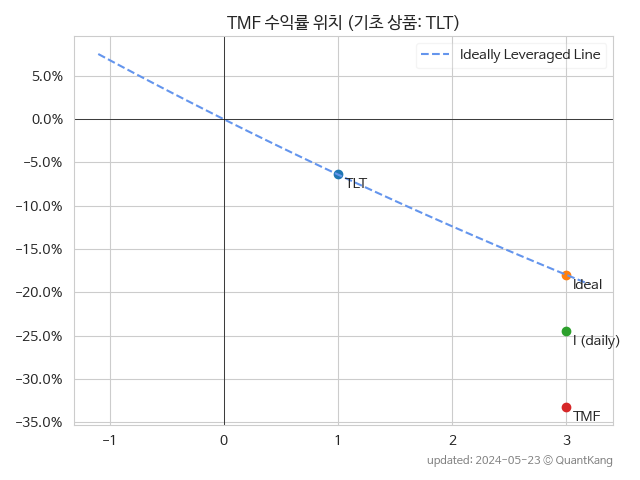 TMF 수익률 위치 (기초 상품: TLT)
Ideally Leveraged Line
5.0%
0.0%
−5.0%
−10.0%
−15.0%
−20.0%
−25.0%
−30.0%
−35.0%
TLT
Ideal
I (daily)
TMF
−1
0
1
2
3
updated: 2024-05-23 © QuantKang